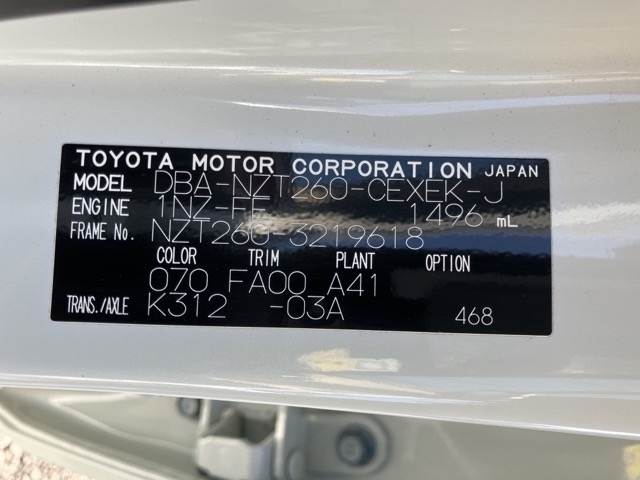 TOYOTA MOTOR CORPORATION JAPAN
MODEL DBA-NZT260-CEXEK-J
ENGINE 1NZ-FE 1496 mL
FRAME No. NZT260-3219618
COLOR TRIM PLANT OPTION
070 FA00 A41
TRANS./AXLE K312 -03A 468